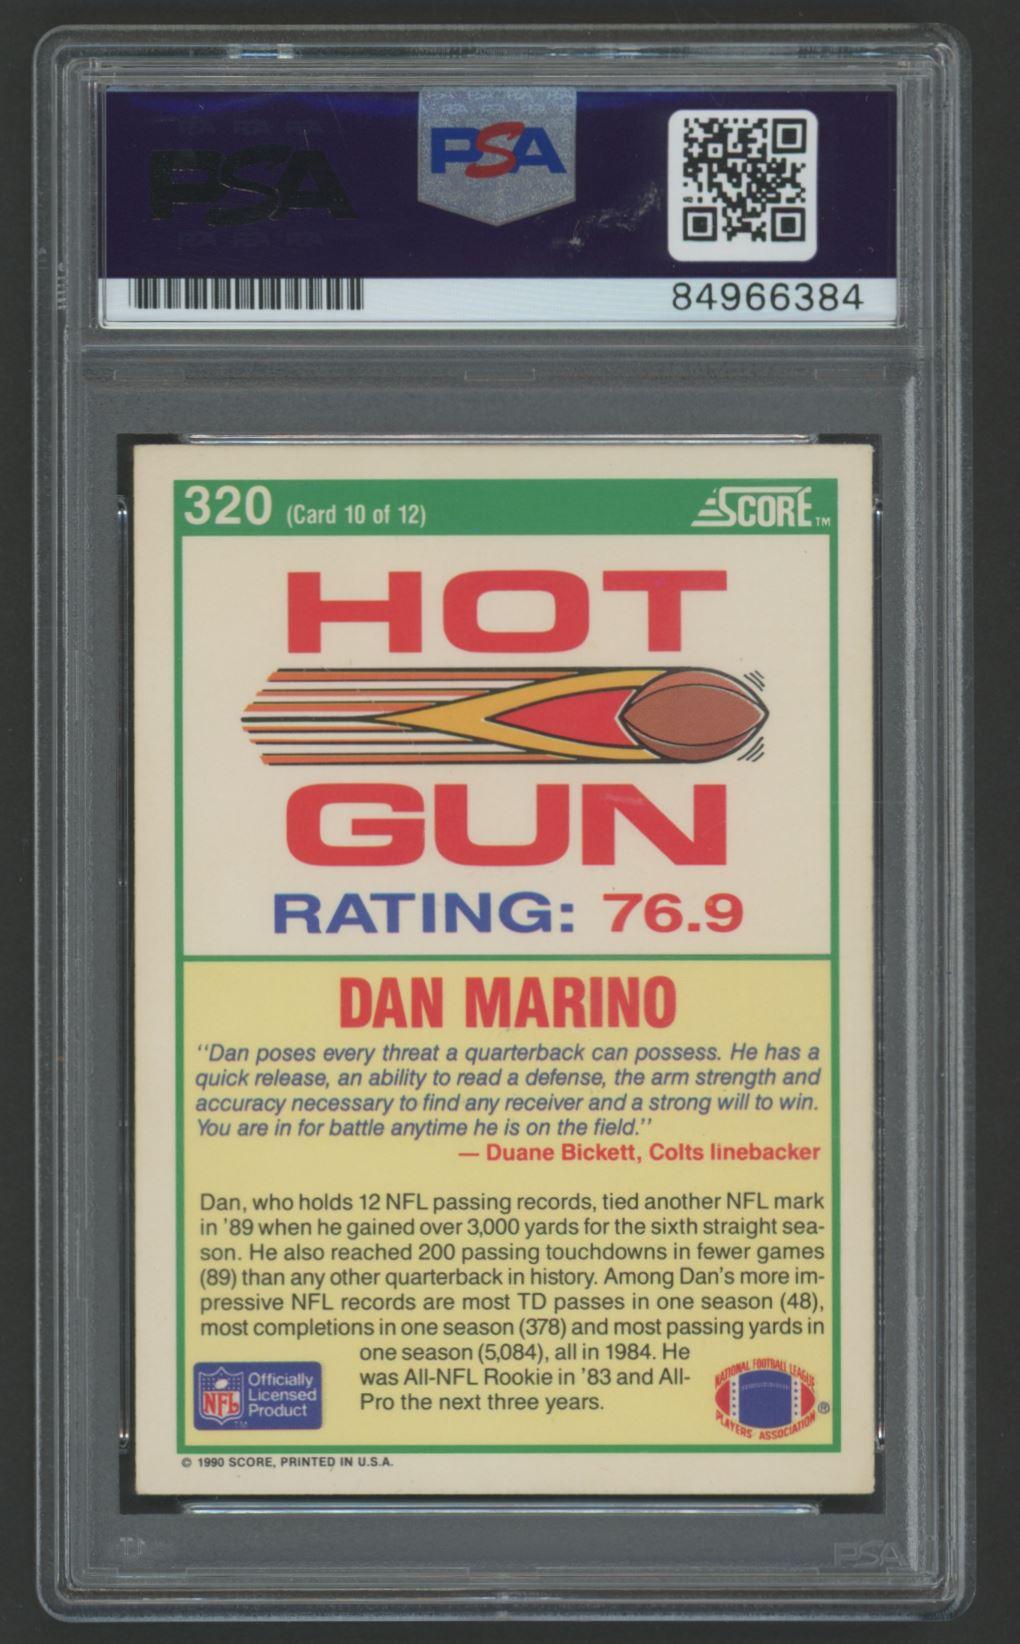 PSA
PSA
84966384
320 (Card 10 of 12)
SCORE™
HOT
GUN
RATING: 76.9
DAN MARINO
"Dan poses every threat a quarterback can possess. He has a
quick release, an ability to read a defense, the arm strength and
accuracy necessary to find any receiver and a strong will to win.
You are in for battle anytime he is on the field."
— Duane Bickett, Colts linebacker
Dan, who holds 12 NFL passing records, tied another NFL mark
in '89 when he gained over 3,000 yards for the sixth straight sea-
son. He also reached 200 passing touchdowns in fewer games
(89) than any other quarterback in history. Among Dan's more im-
pressive NFL records are most TD passes in one season (48),
most completions in one season (378) and most passing yards in
one season (5,084), all in 1984. He
was All-NFL Rookie in '83 and All-
Pro the next three years.
NFL
Officially
Licensed
Product
TM
NATIONAL FOOTBALL LEAGUE
PLAYERS ASSOCIATION
®
© 1990 SCORE, PRINTED IN U.S.A.
PSA